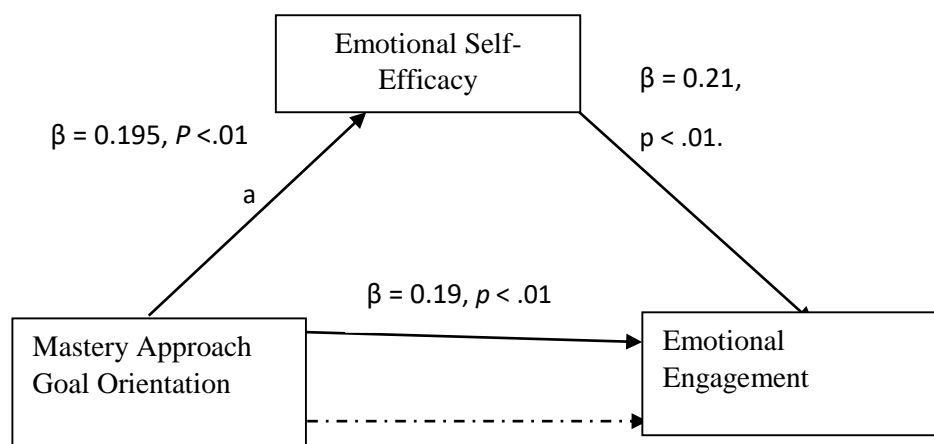 Emotional Self-
Efficacy
β = 0.21,
p < .01.
β = 0.195, P <.01
a
β = 0.19, p < .01
Mastery Approach
Goal Orientation
Emotional
Engagement